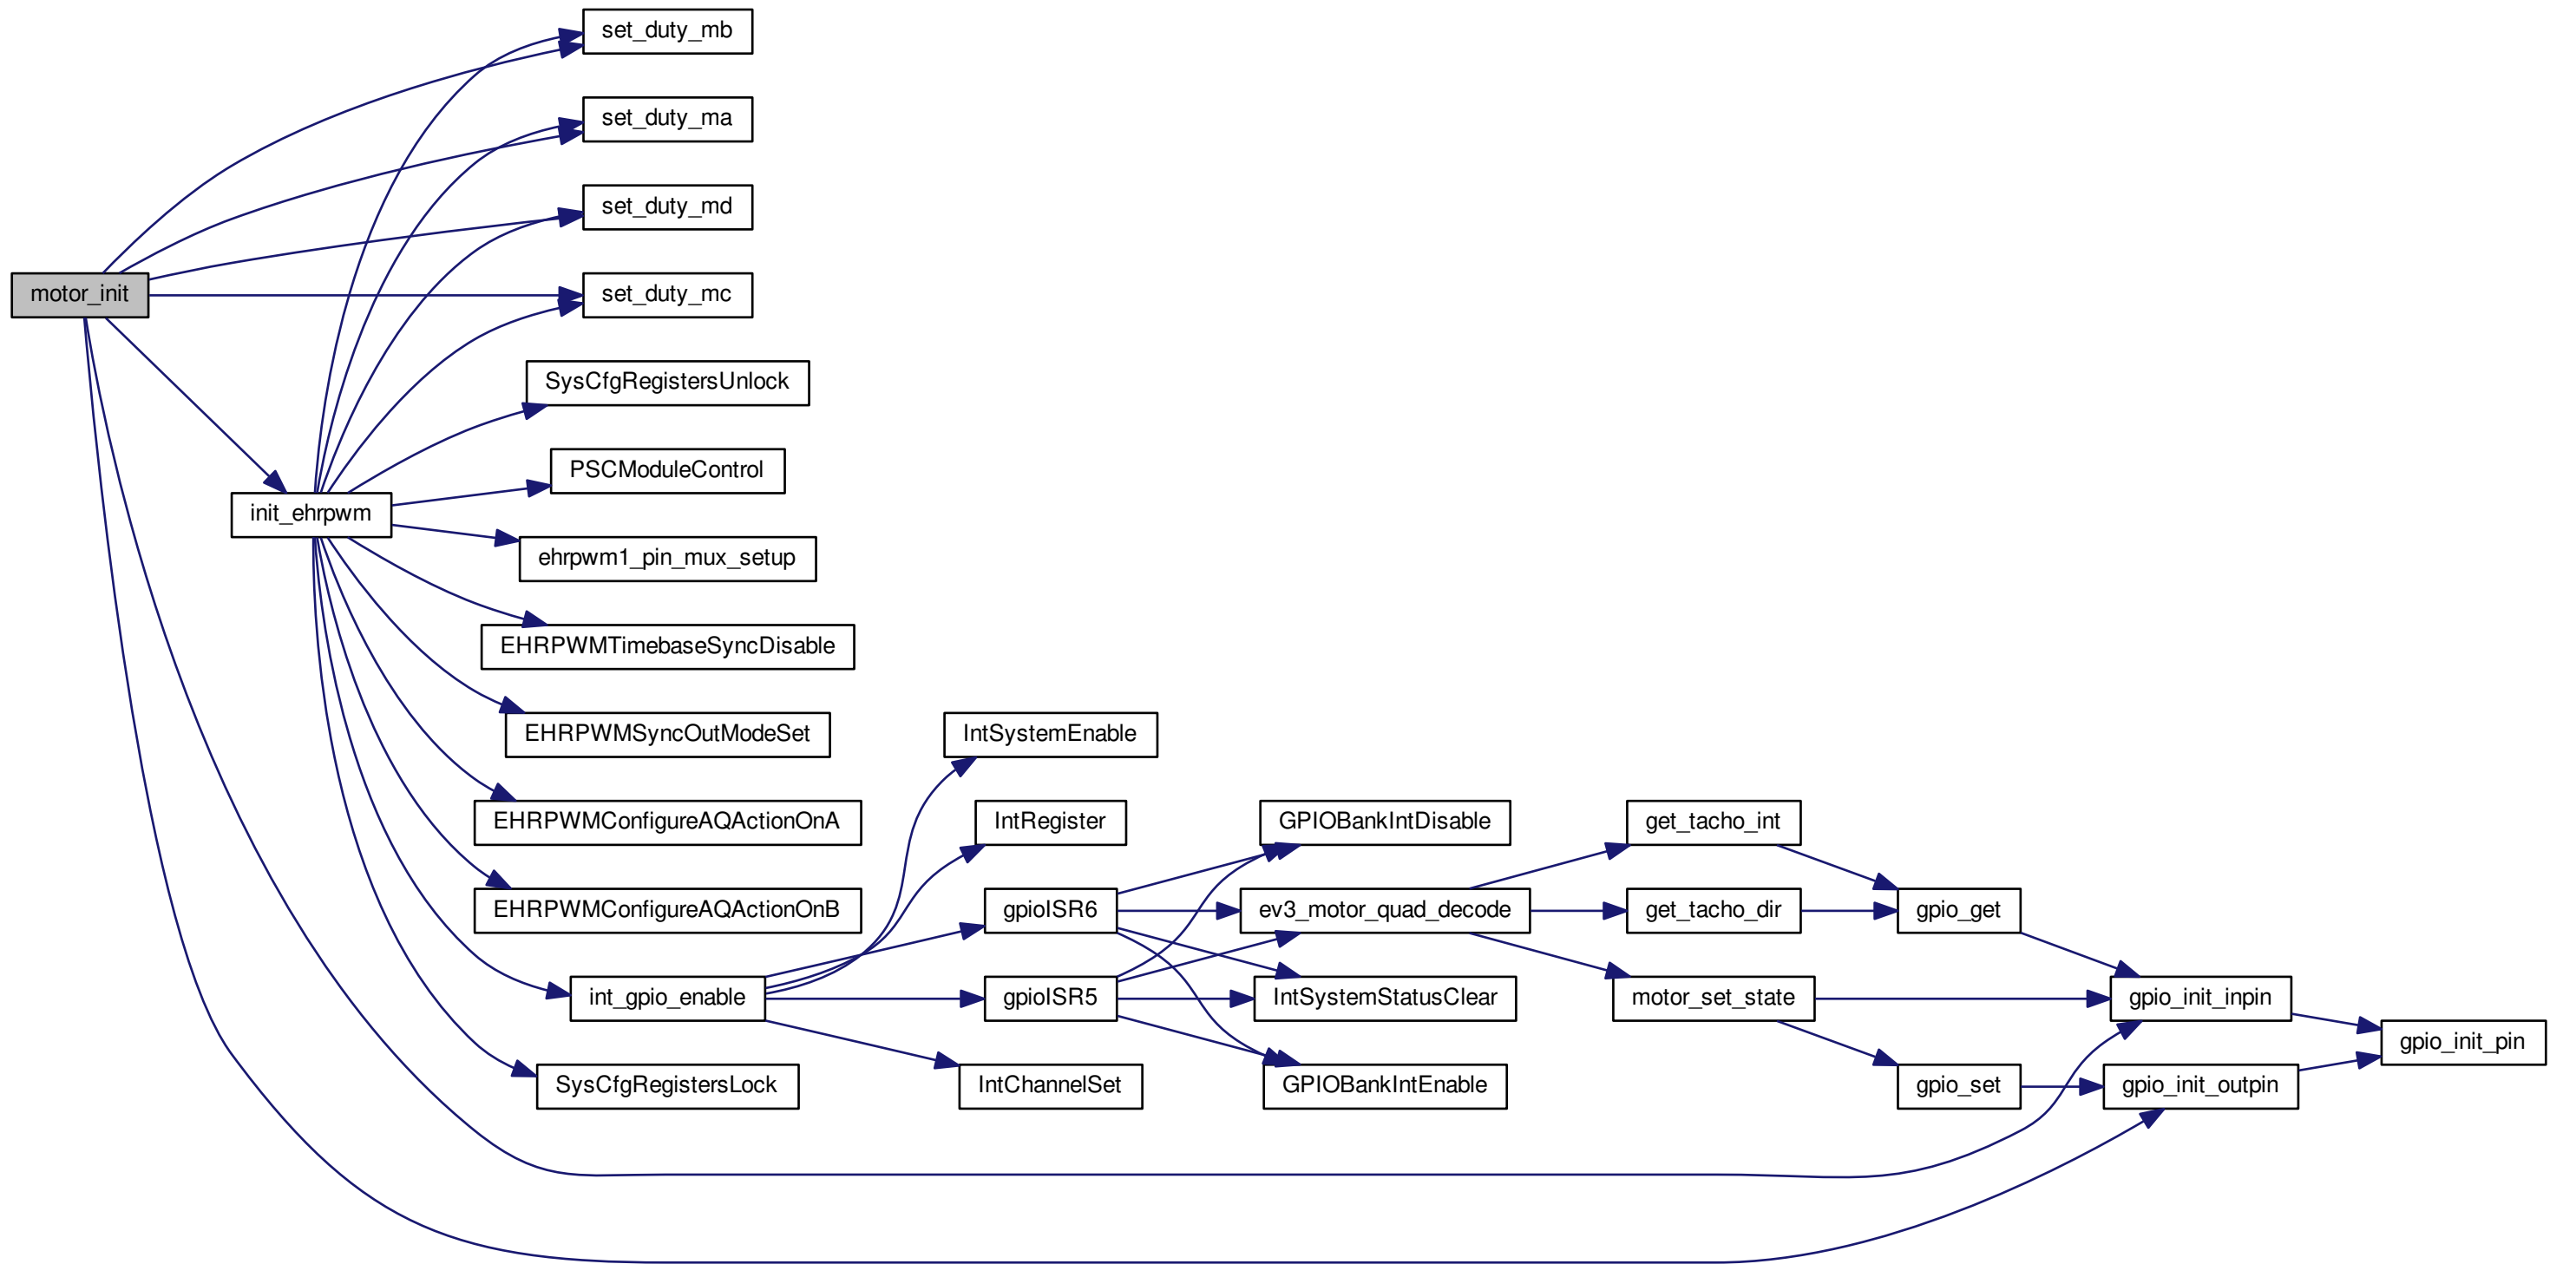 set_duty_mb
set_duty_ma
set_duty_md
motor_init
set_duty_mc
SysCfgRegistersUnlock
PSCModuleControl
init_ehrpwm
ehrpwm1_pin_mux_setup
EHRPWMTimebaseSyncDisable
EHRPWMSyncOutModeSet
IntSystemEnable
EHRPWMConfigureAQActionOnA
IntRegister
GPIOBankIntDisable
get_tacho_int
EHRPWMConfigureAQActionOnB
gpioISR6
ev3_motor_quad_decode
get_tacho_dir
gpio_get
int_gpio_enable
gpioISR5
IntSystemStatusClear
motor_set_state
gpio_init_inpin
gpio_init_pin
SysCfgRegistersLock
IntChannelSet
GPIOBankIntEnable
gpio_set
gpio_init_outpin